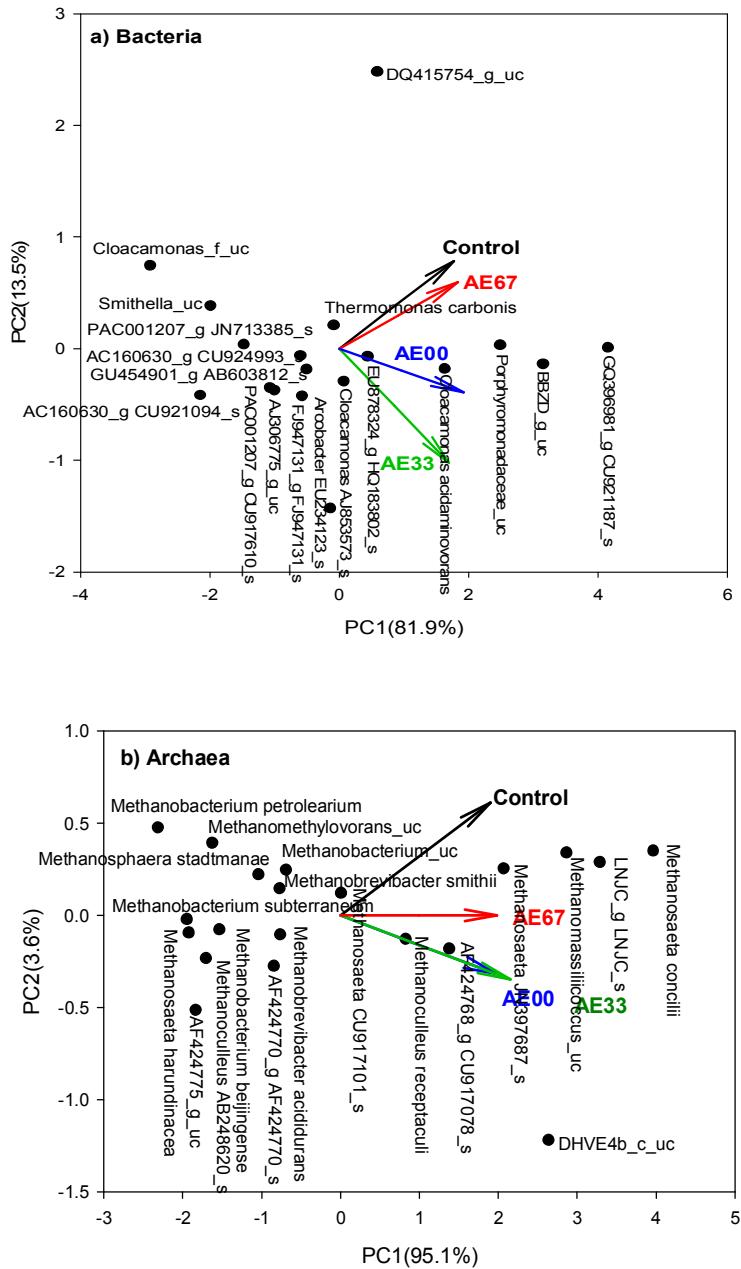 a) Bacteria
DQ415754_g_uc
Cloacamonas_f_uc
Control
AE67
Smithella_uc
Thermomonas carbonis
PAC001207_g JN713385_s
AC160630_g CU924993_s
AE00
GU454901_g AB603812_s
AC160630_g CU921094_s
AE33
PAC001207_g CU917610_s
AJ306775_g_uc
FJ947131_g FJ947131_s
Arcobacter EU234123_s
Cloacamonas AJ853573_s
EU878324_g HQ183802_s
Cloacamonas acidaminovorans
Porphyromonadaceae_uc
BBZD_g_uc
GQ396981_g CU921187_s
3
2
1
0
-1
-2
PC2(13.5%)
-4 -2 0 2 4 6
PC1(81.9%)
b) Archaea
Control
Methanobacterium petrolearium
Methanomethylovorans_uc
Methanobacterium_uc
Methanosphaera stadtmanae
Methanobrevibacter smithii
Methanobacterium subterraneum
AE67
AE00
AE33
Methanosaeta harundinacea
AF424775_g_uc
Methanoculleus AB248620_s
Methanobacterium beijingense
AF424770_g AF424770_s
Methanobrevibacter acididurans
Methanosaeta CU917101_s
Methanoculleus receptaculi
AF424768_g CU917078_s
Methanosaeta JN397687_s
Methanomassiliicoccus_uc
LNJC_g LNJC_s
Methanosaeta concilii
DHVE4b_c_uc
1.0
0.5
0.0
-0.5
-1.0
-1.5
PC2(3.6%)
-3 -2 -1 0 1 2 3 4 5
PC1(95.1%)